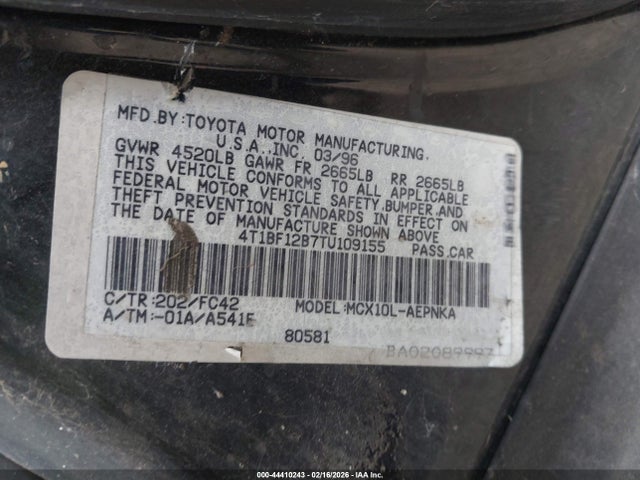 MFD.BY:TOYOTA MOTOR MANUFACTURING,
U.S.A.,INC. 03/96
GVWR 4520LB GAWR FR 2665LB RR 2665LB
THIS VEHICLE CONFORMS TO ALL APPLICABLE
FEDERAL MOTOR VEHICLE SAFETY,BUMPER,AND
THEFT PREVENTION STANDARDS IN EFFECT ON
THE DATE OF MANUFACTURE SHOWN ABOVE
4T1BF12B7TU109155 PASS.CAR
C/TR:202/FC42 MODEL:MCX10L-AEPNKA
A/TM:-01A/A541E
80581
BA02089997
000-44410243 - 02/16/2026 - IAA Inc.